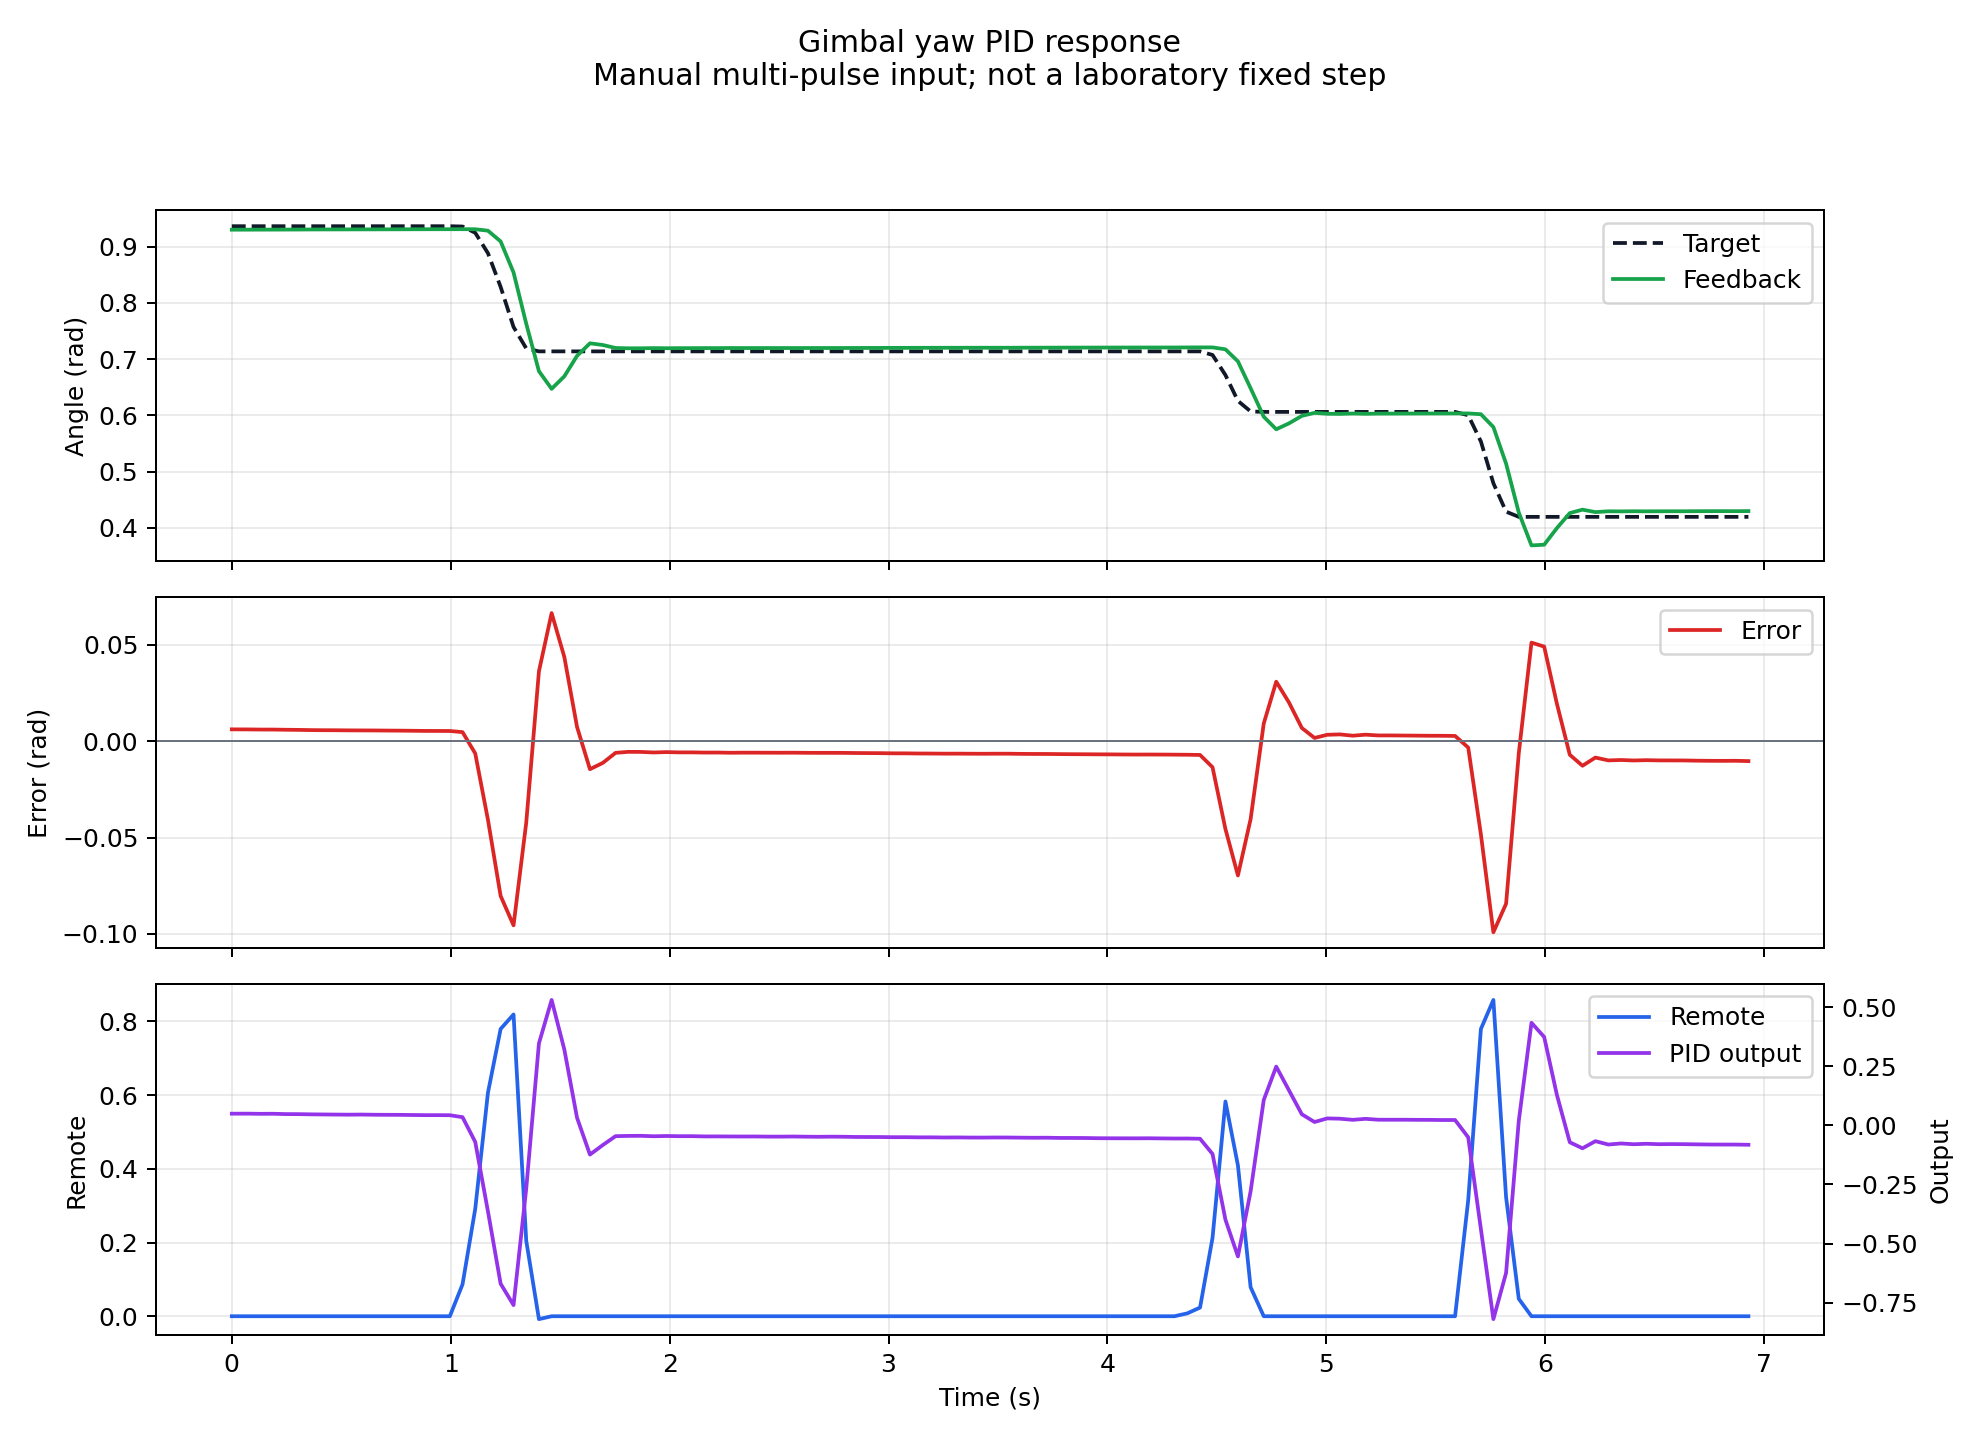 Gimbal yaw PID response
Manual multi-pulse input; not a laboratory fixed step
Angle (rad)
0.9
0.8
0.7
0.6
0.5
0.4
Target
Feedback
Error (rad)
0.05
0.00
−0.05
−0.10
Error
Remote
0.8
0.6
0.4
0.2
0.0
Remote
PID output
0.50
0.25
0.00
−0.25
−0.50
−0.75
Output
0 1 2 3 4 5 6 7
Time (s)